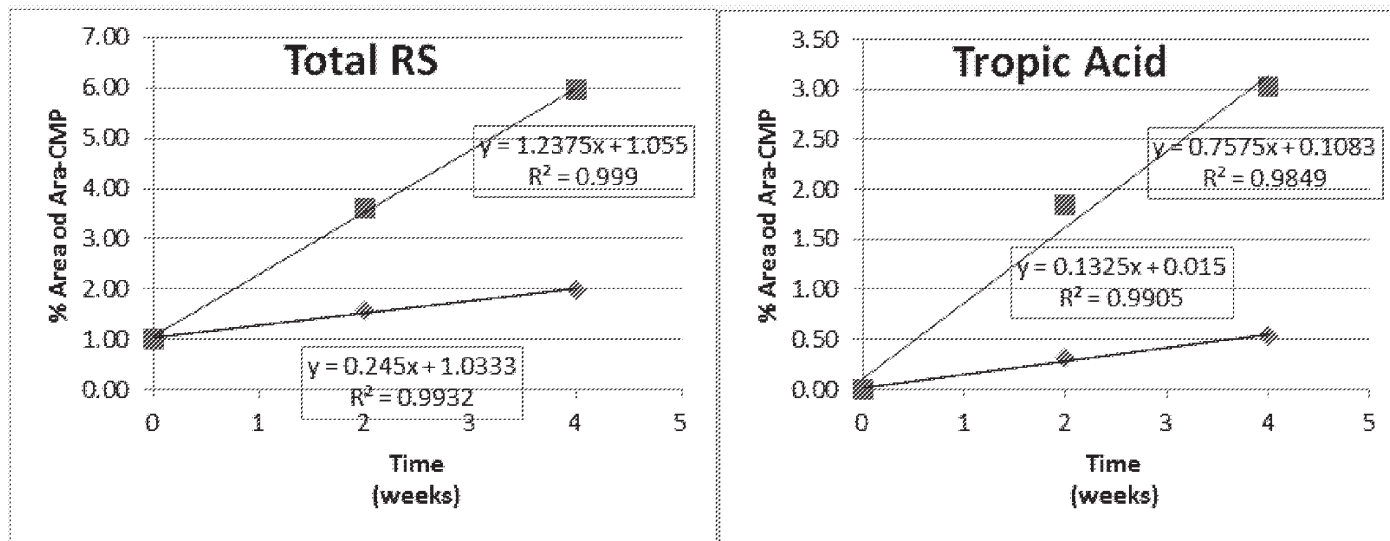 Total RS
7.00
6.00
5.00
4.00
3.00
2.00
1.00
0.00
% Area od Ara-CMP
y = 1.2375x + 1.055
R² = 0.999
y = 0.245x + 1.0333
R² = 0.9932
0 1 2 3 4 5
Time
(weeks)
Tropic Acid
3.50
3.00
2.50
2.00
1.50
1.00
0.50
0.00
% Area od Ara-CMP
y = 0.7575x + 0.1083
R² = 0.9849
y = 0.1325x + 0.015
R² = 0.9905
0 1 2 3 4 5
Time
(weeks)